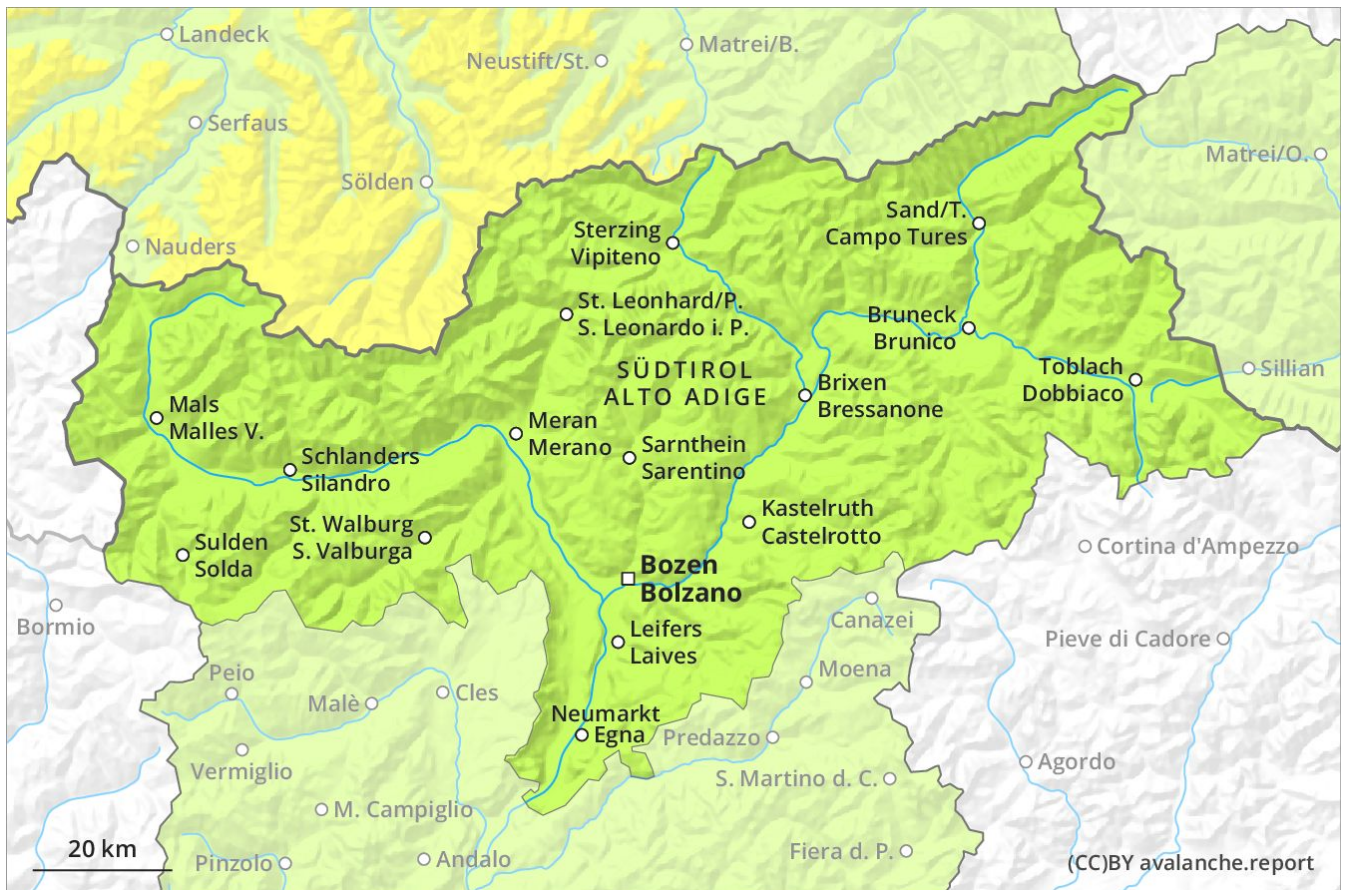 Landeck
Matrei/B.
Neustift/St.
Serfaus
Matrei/O.
Sölden
Sand/T.
Campo Tures
Sterzing
Vipiteno
Nauders
St. Leonhard/P.
S. Leonardo i. P.
Bruneck
Brunico
SÜDTIROL
ALTO ADIGE
Toblach
Dobbiaco
Sillian
Brixen
Bressanone
Mals
Malles V.
Meran
Merano
Sarnthein
Sarentino
Schlanders
Silandro
St. Walburg
S. Valburga
Kastelruth
Castelrotto
Sulden
Solda
Cortina d'Ampezzo
Bozen
Bolzano
Bormio
Canazei
Leifers
Laives
Pieve di Cadore
Peio
Moena
Malè
Cles
Neumarkt
Egna
Predazzo
Vermiglio
S. Martino d. C.
Agordo
M. Campiglio
20 km
Pinzolo
Andalo
Fiera d. P.
(CC)BY avalanche.report